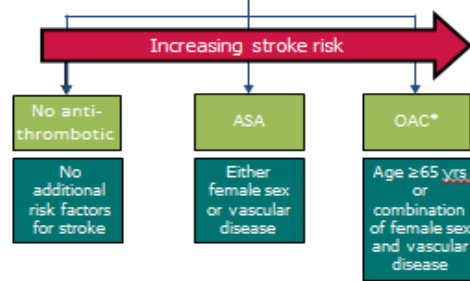 Increasing stroke risk
No anti-
thrombotic
ASA
OAC*
No
additional
risk factors
for stroke
Either
female sex
or vascular
disease
Age ≥65 yrs
or
combination
of female sex
and vascular
disease